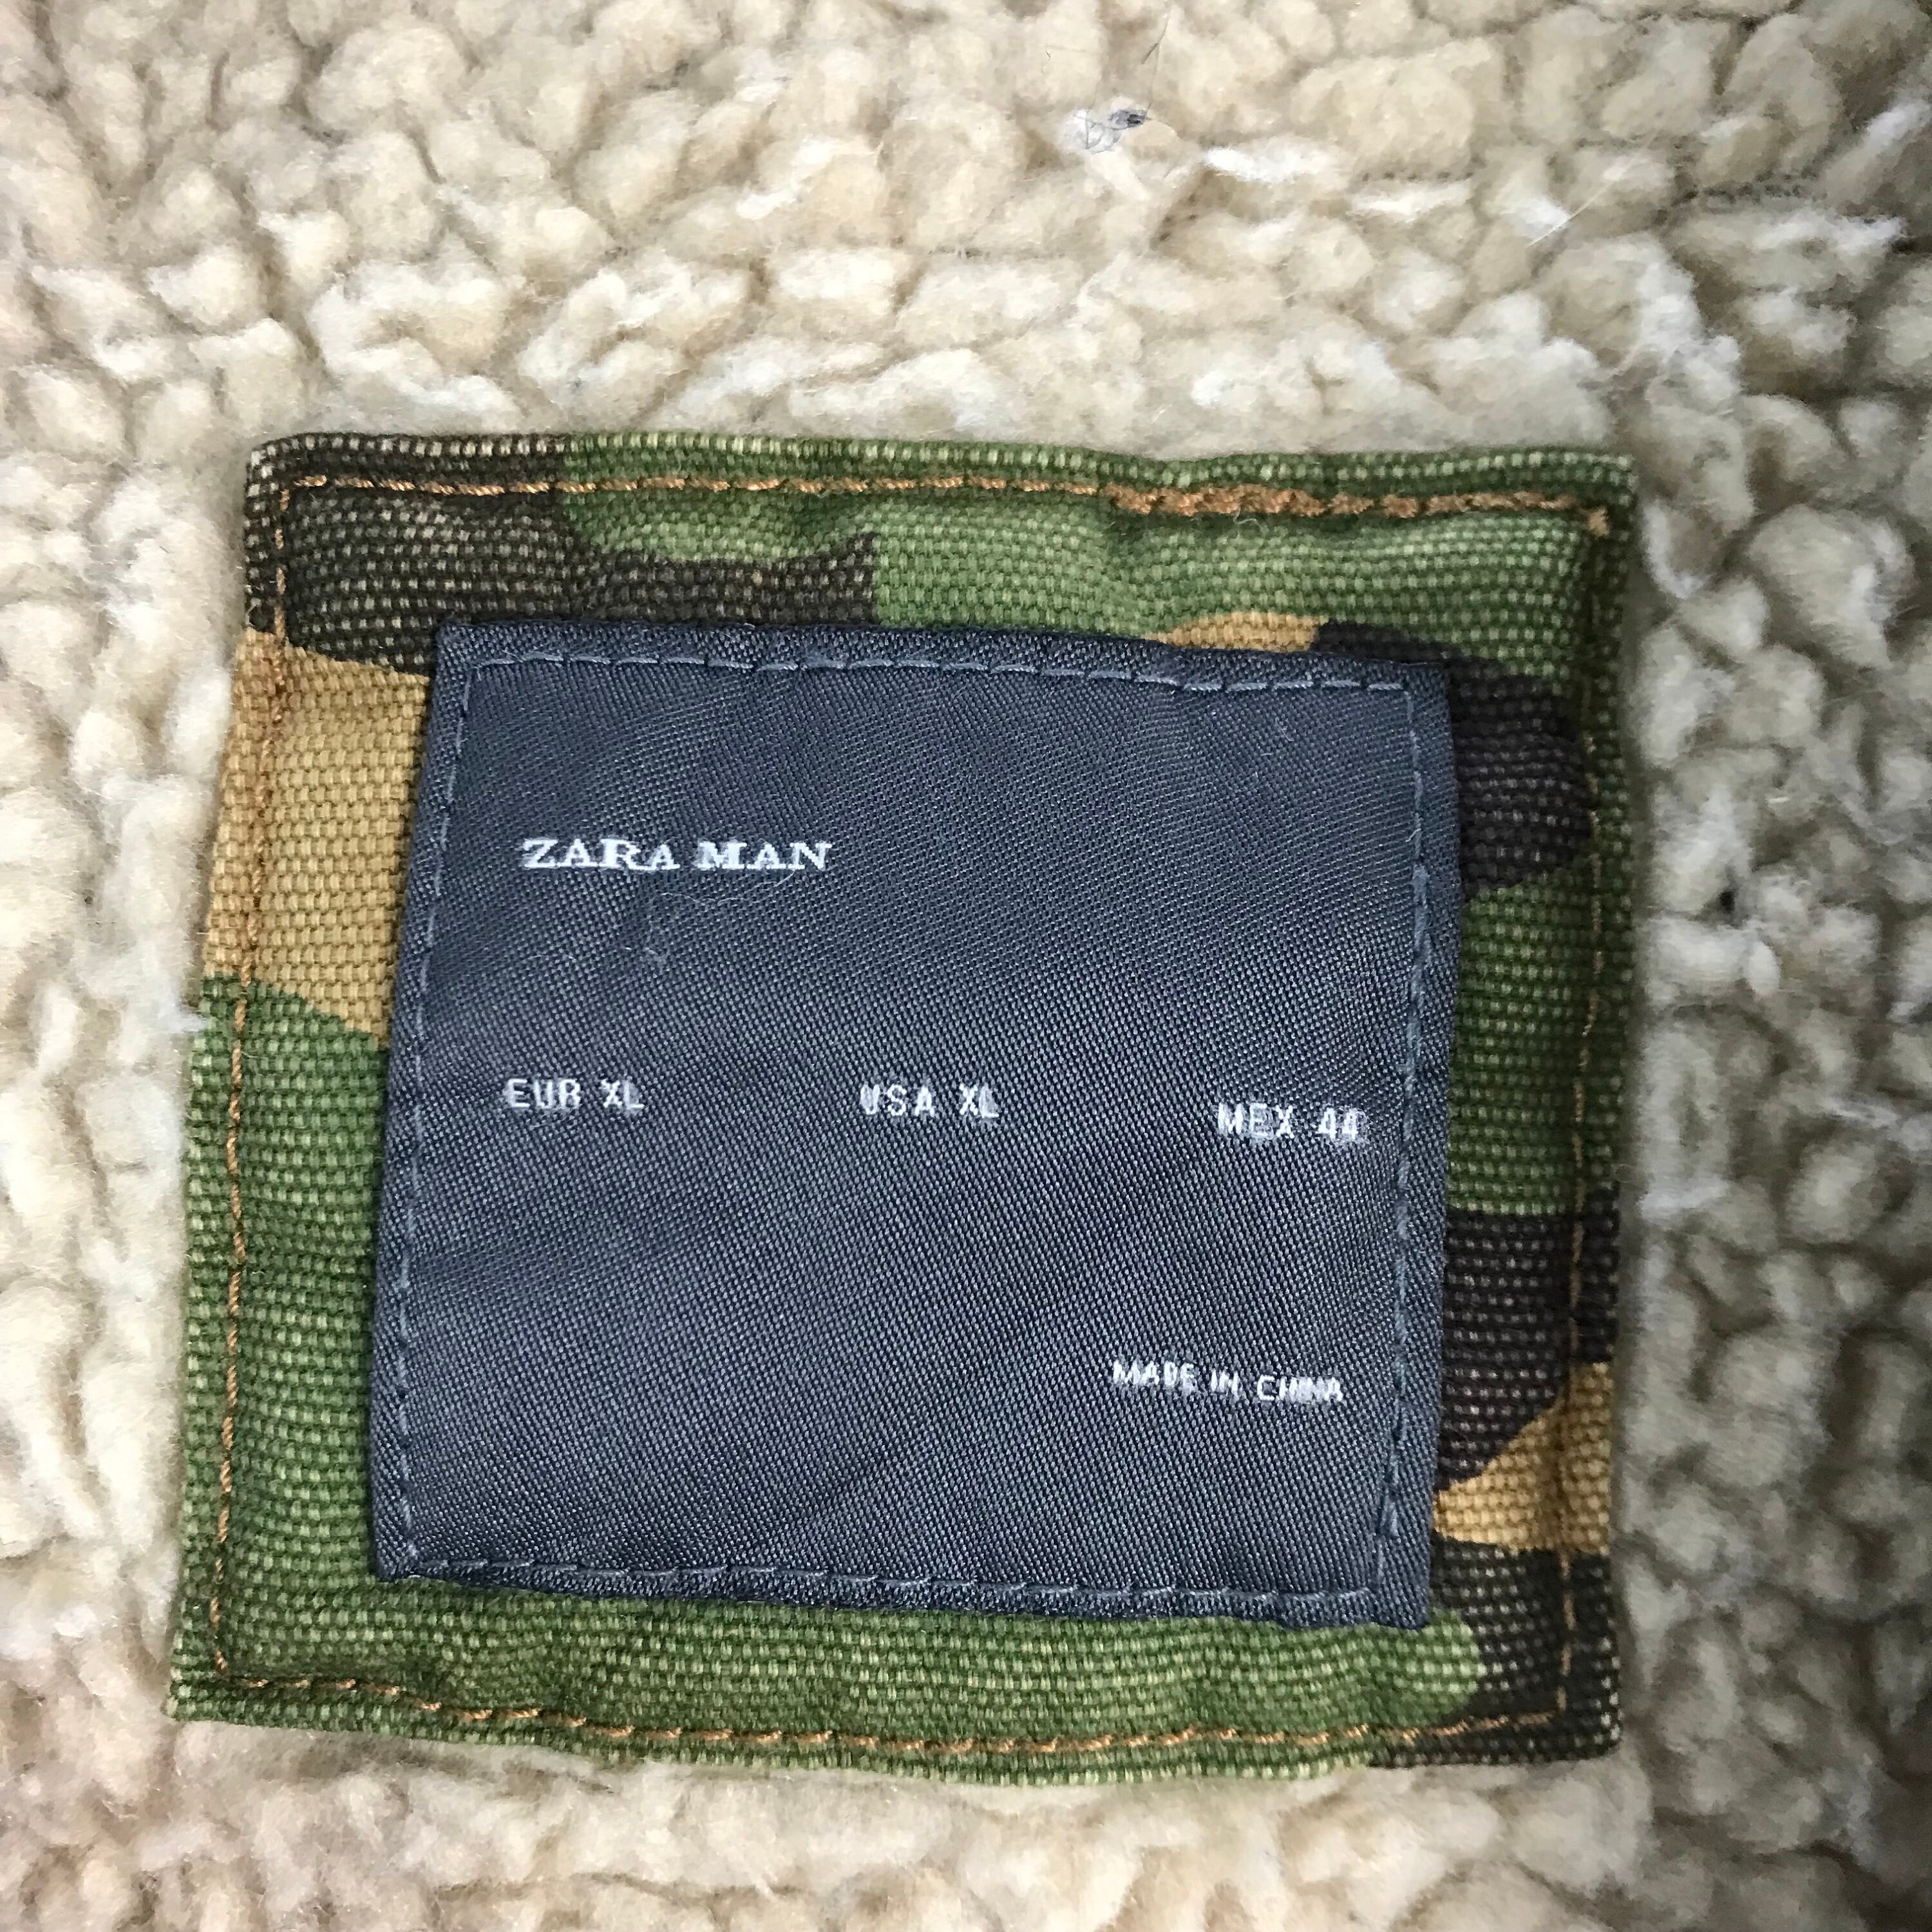 ZARA MAN
EUR XL USA XL MEX 44
MADE IN CHINA